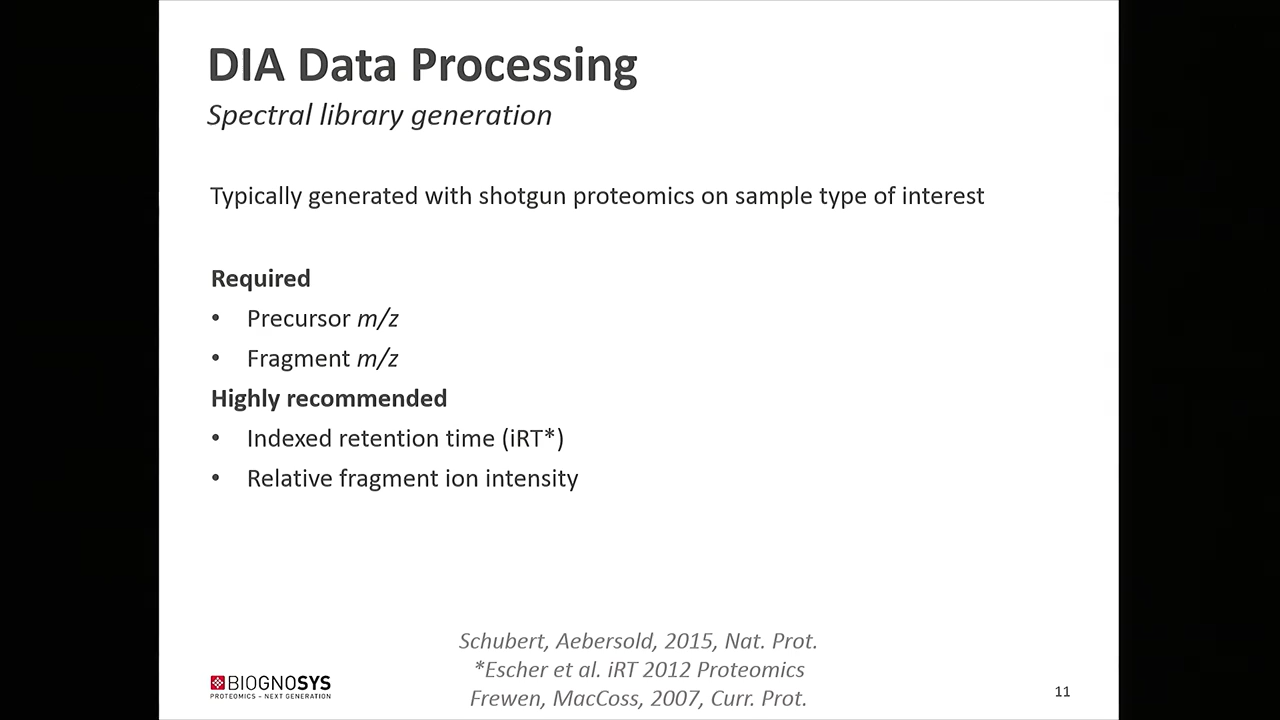 DIA Data Processing
Spectral library generation
Typically generated with shotgun proteomics on sample type of interest
Required
• Precursor m/z
• Fragment m/z
Highly recommended
• Indexed retention time (iRT*)
• Relative fragment ion intensity
Schubert, Aebersold, 2015, Nat. Prot.
*Escher et al. iRT 2012 Proteomics
Frewen, MacCoss, 2007, Curr. Prot.
BIOGNOSYS
PROTEOMICS - NEXT GENERATION
11